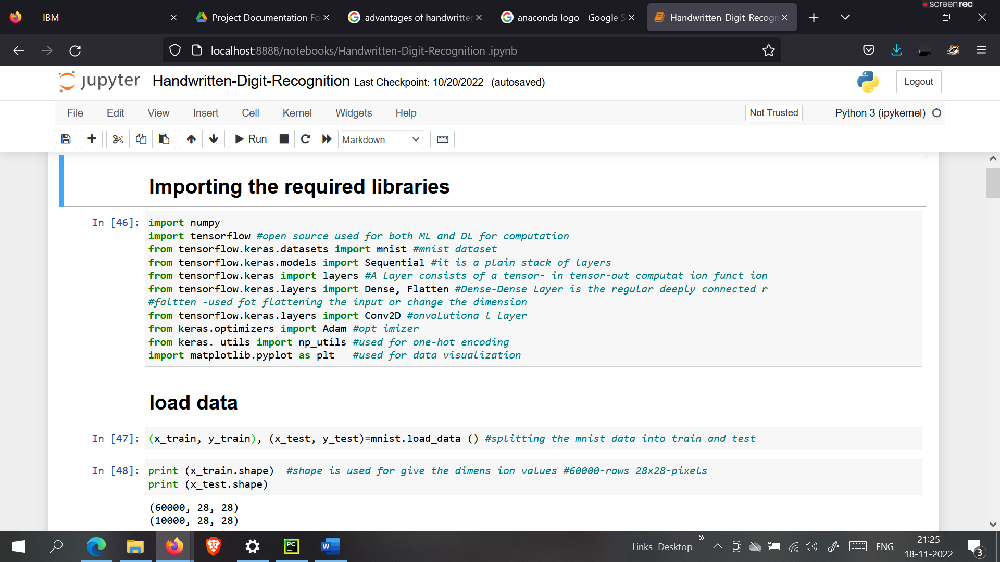 screenrec
IBM
Project Documentation Fo
advantages of handwritter
anaconda logo - Google S
Handwritten-Digit-Recogn
localhost:8888/notebooks/Handwritten-Digit-Recognition .ipynb
jupyter Handwritten-Digit-Recognition Last Checkpoint: 10/20/2022 (autosaved)
Logout
File Edit View Insert Cell Kernel Widgets Help
Not Trusted
Python 3 (ipykernel)
Run
Markdown
Importing the required libraries
In [46]:
import numpy
import tensorflow #open source used for both ML and DL for computation
from tensorflow.keras.datasets import mnist #mnist dataset
from tensorflow.keras.models import Sequential #it is a plain stack of layers
from tensorflow.keras import layers #A Layer consists of a tensor- in tensor-out computat ion funct ion
from tensorflow.keras.layers import Dense, Flatten #Dense-Dense Layer is the regular deeply connected r
#faltten -used fot flattening the input or change the dimension
from tensorflow.keras.layers import Conv2D #onvoLutiona l Layer
from keras.optimizers import Adam #opt imizer
from keras. utils import np_utils #used for one-hot encoding
import matplotlib.pyplot as plt   #used for data visualization
load data
In [47]:
(x_train, y_train), (x_test, y_test)=mnist.load_data () #splitting the mnist data into train and test
In [48]:
print (x_train.shape)  #shape is used for give the dimens ion values #60000-rows 28x28-pixels
print (x_test.shape)
(60000, 28, 28)
(10000, 28, 28)
PC
W
Links Desktop
ENG
21:25
18-11-2022
3